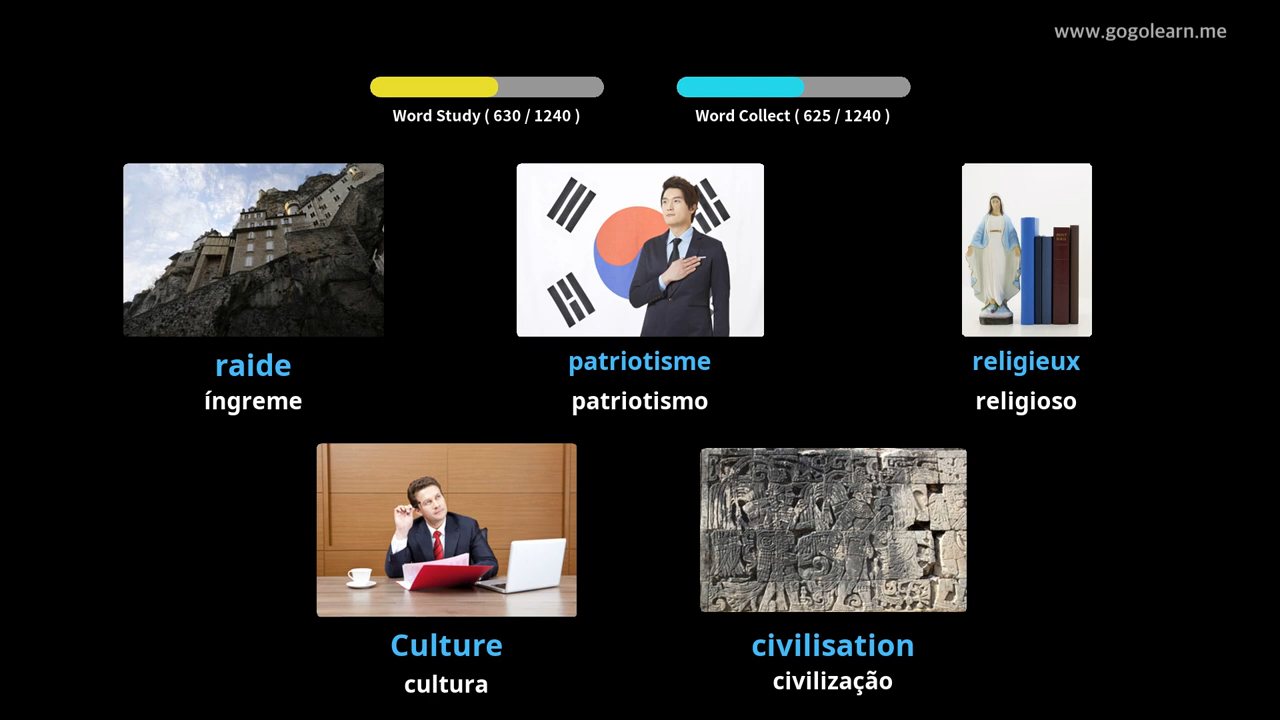 www.gogolearn.me
Word Study ( 630 / 1240 )
Word Collect ( 625 / 1240 )
raide
íngreme
patriotisme
patriotismo
religieux
religioso
Culture
cultura
civilisation
civilização